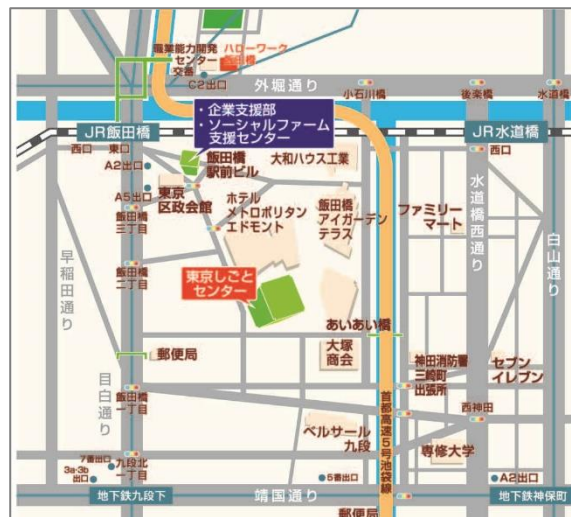 職業能力開発
センター
交番
ハローワーク
飯田橋
C2出口
外堀通り
小石川橋
後楽橋
水道橋
・企業支援部
・ソーシャルファーム
支援センター
JR飯田橋
JR水道橋
西口
東口
西口
A2出口
飯田橋
駅前ビル
大和ハウス工業
A5出口
東京
区政会館
ホテル
メトロポリタン
エドモント
飯田橋
アイガーデン
テラス
ファミリー
マート
水道橋西通り
白山通り
飯田橋
三丁目
早稲田通り
飯田橋
二丁目
東京しごと
センター
あいあい橋
郵便局
大塚
商会
神田消防署
三崎町
出張所
セブン
イレブン
目白通り
飯田橋
一丁目
首都高速5号池袋線
西神田
ベルサール
九段
専修大学
7番出口
3a·3b
出口
九段北
一丁目
5番出口
A2出口
地下鉄九段下
靖国通り
地下鉄神保町
郵便局